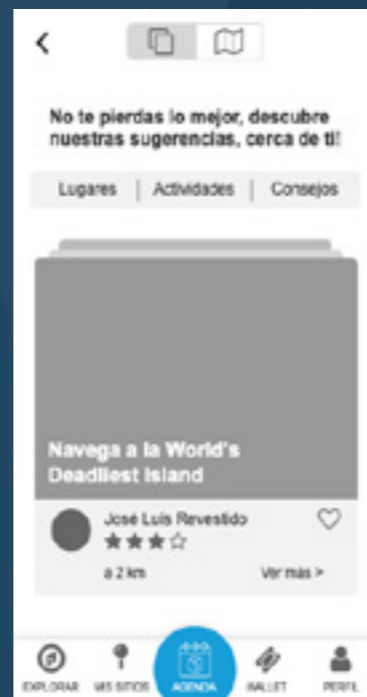 No te pierdas lo mejor, descubre
nuestras sugerencias, cerca de ti!
Lugares | Actividades | Consejos
Navega a la World's
Deadliest Island
José Luis Revestido
a 2 km Ver más >
EXPLORAR MIS SITIOS AGENDA WALLET PERFIL